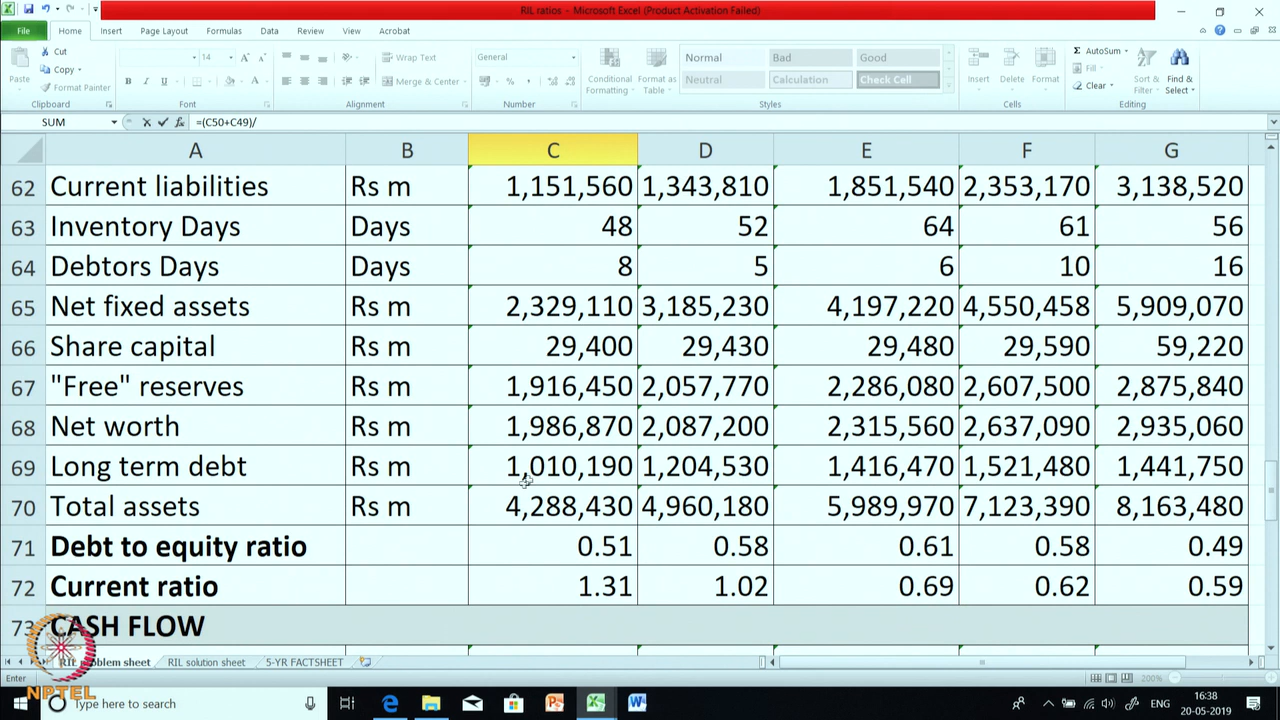 RIL ratios - Microsoft Excel (Product Activation Failed)
File Home Insert Page Layout Formulas Data Review View Acrobat
Paste Cut Copy Format Painter Clipboard
14 A A B I U A Font
Wrap Text Merge & Center Alignment
General % , Number
Conditional Formatting Format as Table
Normal Bad Good
Neutral Calculation Check Cell
Styles
Insert Delete Format Cells
AutoSum Fill Clear Sort & Filter Find & Select Editing
SUM fx =(C50+C49)/
A B C D E F G
62 Current liabilities Rs m 1,151,560 1,343,810 1,851,540 2,353,170 3,138,520
63 Inventory Days Days 48 52 64 61 56
64 Debtors Days Days 8 5 6 10 16
65 Net fixed assets Rs m 2,329,110 3,185,230 4,197,220 4,550,458 5,909,070
66 Share capital Rs m 29,400 29,430 29,480 29,590 59,220
67 "Free" reserves Rs m 1,916,450 2,057,770 2,286,080 2,607,500 2,875,840
68 Net worth Rs m 1,986,870 2,087,200 2,315,560 2,637,090 2,935,060
69 Long term debt Rs m 1,010,190 1,204,530 1,416,470 1,521,480 1,441,750
70 Total assets Rs m 4,288,430 4,960,180 5,989,970 7,123,390 8,163,480
71 Debt to equity ratio 0.51 0.58 0.61 0.58 0.49
72 Current ratio 1.31 1.02 0.69 0.62 0.59
73 CASH FLOW
RIL problem sheet RIL solution sheet 5-YR FACTSHEET
Enter 200%
NPTEL
Type here to search
ENG 16:38
20-05-2019